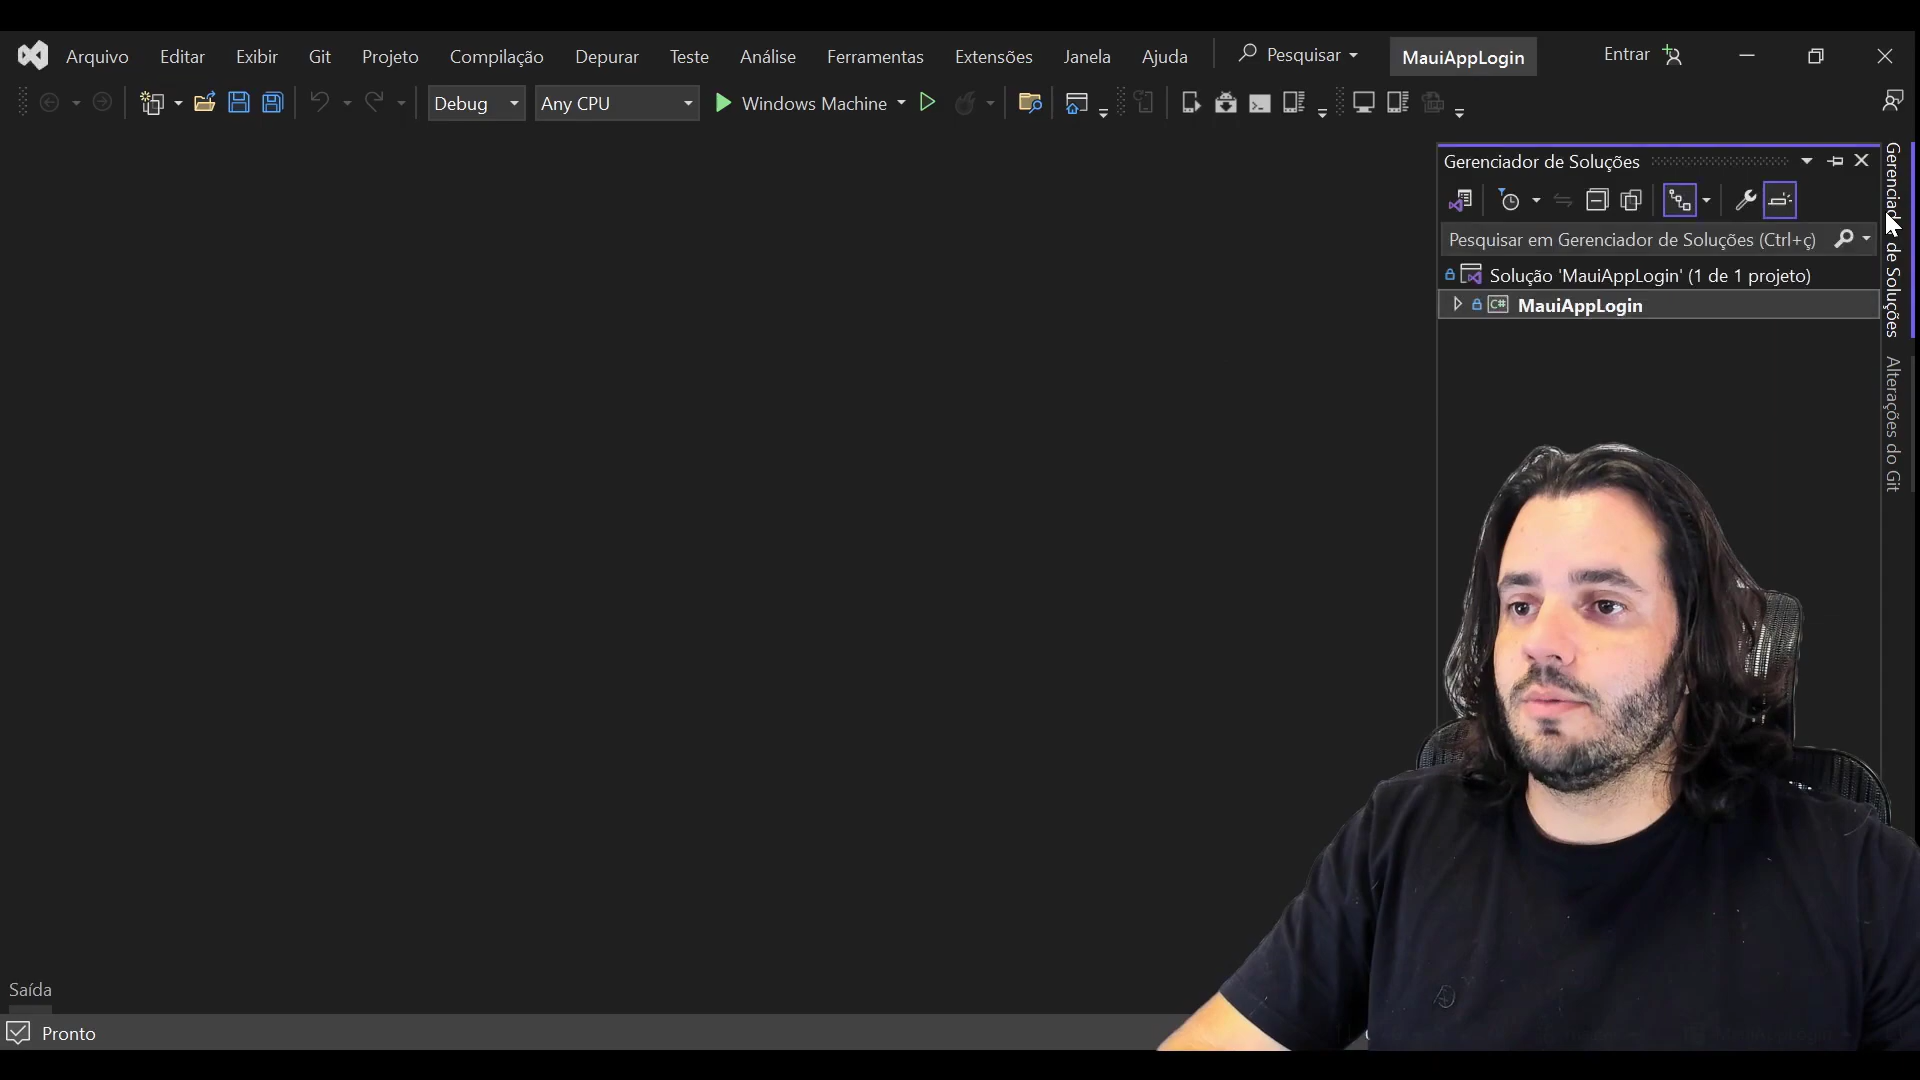 Arquivo Editar Exibir Git Projeto Compilação Depurar Teste Análise Ferramentas Extensões Janela Ajuda Pesquisar MauiAppLogin Entrar
Debug Any CPU Windows Machine
Gerenciador de Soluções
Pesquisar em Gerenciador de Soluções (Ctrl+ç)
Solução 'MauiAppLogin' (1 de 1 projeto)
C# MauiAppLogin
Gerenciador de Soluções
Alterações do Git
Saída
Pronto